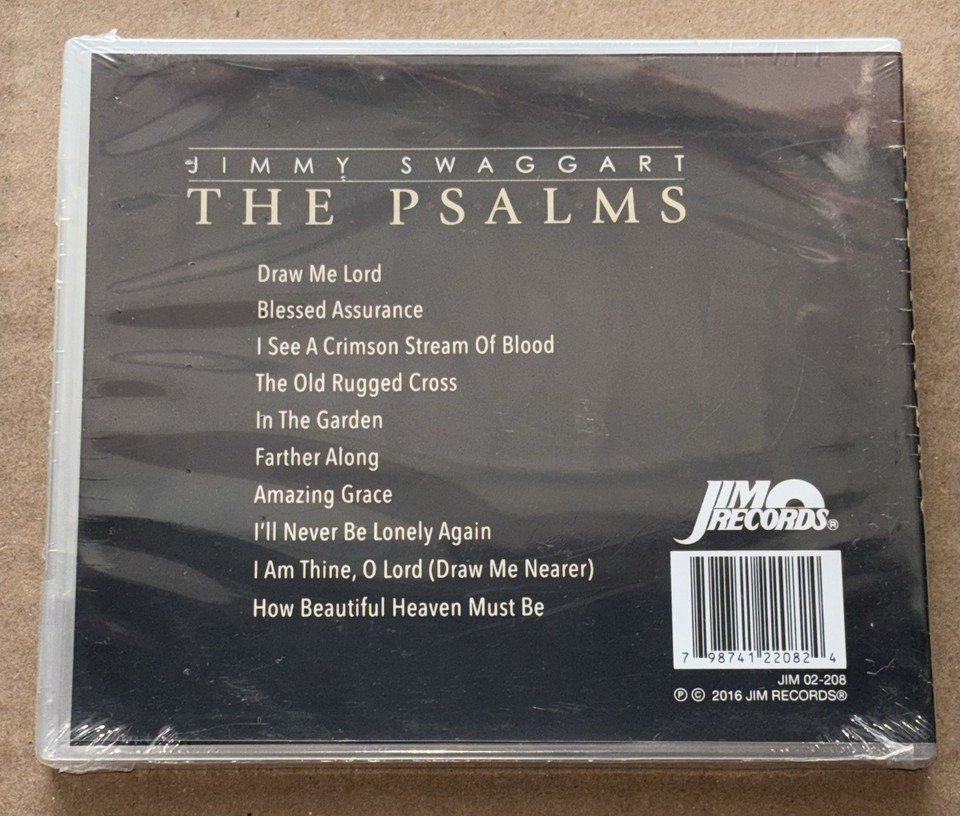 JIMMY SWAGGART
THE PSALMS
Draw Me Lord
Blessed Assurance
I See A Crimson Stream Of Blood
The Old Rugged Cross
In The Garden
Farther Along
Amazing Grace
I'll Never Be Lonely Again
I Am Thine, O Lord (Draw Me Nearer)
How Beautiful Heaven Must Be
JIM
RECORDS®
7 98741 22082 4
JIM 02-208
℗ © 2016 JIM RECORDS®